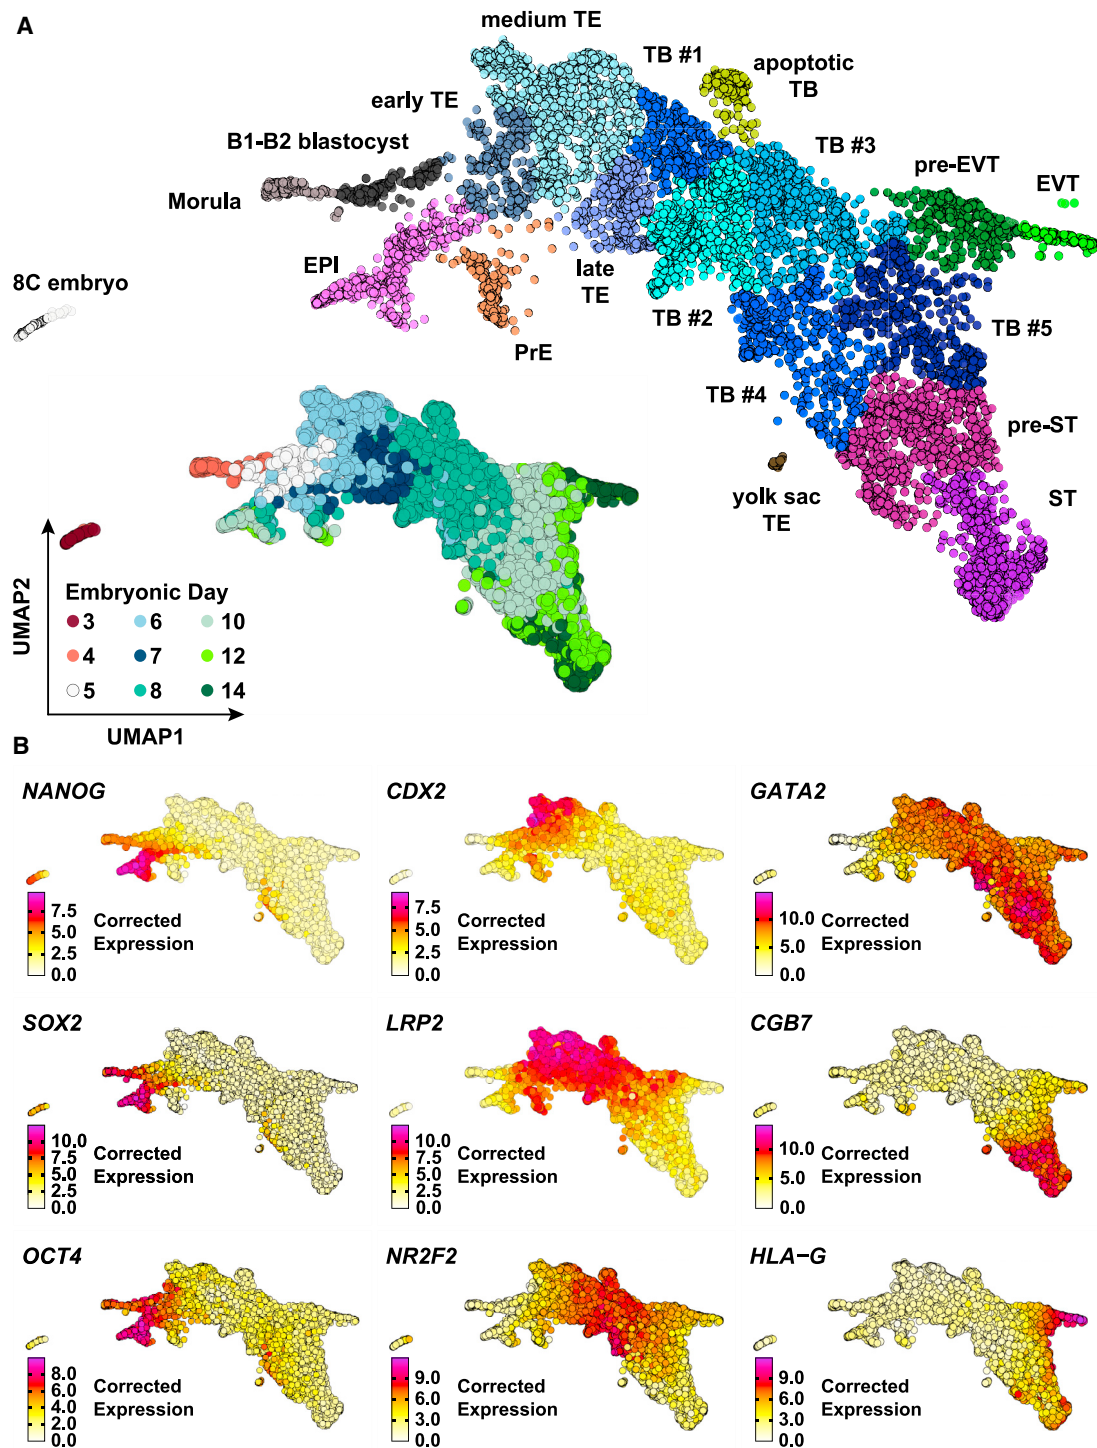 A
medium TE
TB #1
apoptotic
TB
early TE
B1-B2 blastocyst
TB #3
pre-EVT
EVT
Morula
EPI
late
TE
8C embryo
TB #2
TB #5
PrE
TB #4
pre-ST
yolk sac
TE
ST
UMAP2
Embryonic Day
3 6 10
4 7 12
5 8 14
UMAP1
B
NANOG
7.5
5.0
2.5
0.0
Corrected
Expression
CDX2
7.5
5.0
2.5
0.0
Corrected
Expression
GATA2
10.0
5.0
0.0
Corrected
Expression
SOX2
10.0
7.5
5.0
2.5
0.0
Corrected
Expression
LRP2
10.0
7.5
5.0
2.5
0.0
Corrected
Expression
CGB7
10.0
5.0
0.0
Corrected
Expression
OCT4
8.0
6.0
4.0
2.0
0.0
Corrected
Expression
NR2F2
9.0
6.0
3.0
0.0
Corrected
Expression
HLA-G
9.0
6.0
3.0
0.0
Corrected
Expression